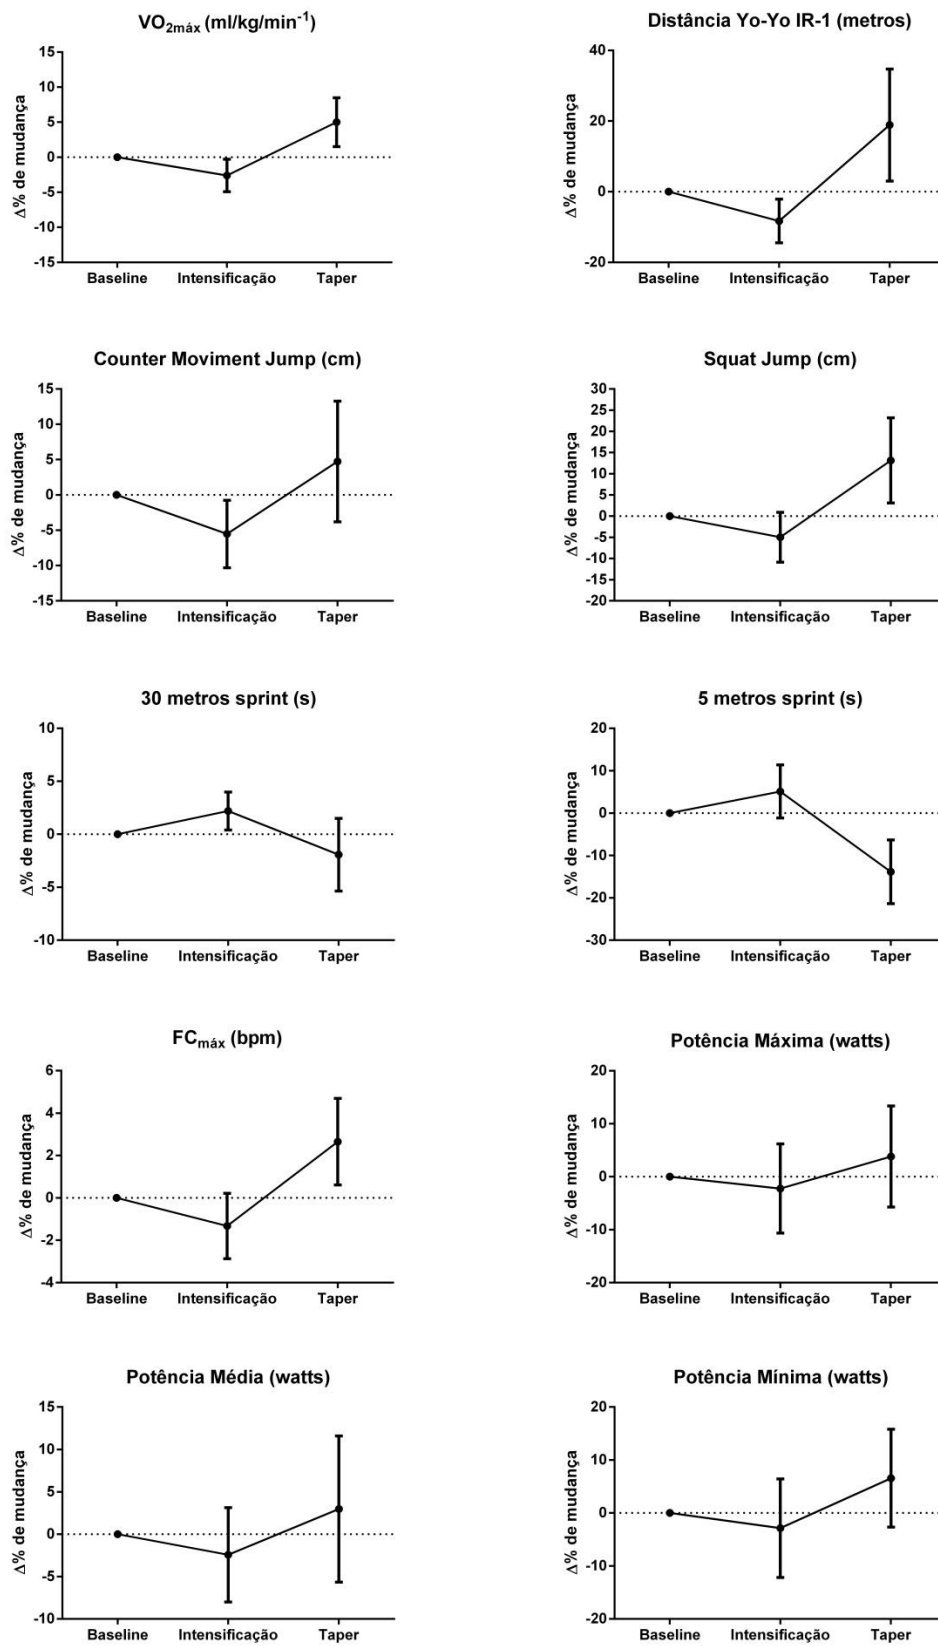 VO2máx (ml/kg/min-1)
Δ% de mudança
15
10
5
0
-5
-10
-15
Baseline Intensificação Taper
Distância Yo-Yo IR-1 (metros)
Δ% de mudança
40
20
0
-20
Baseline Intensificação Taper
Counter Moviment Jump (cm)
Δ% de mudança
15
10
5
0
-5
-10
-15
Baseline Intensificação Taper
Squat Jump (cm)
Δ% de mudança
30
25
20
15
10
5
0
-5
-10
-15
-20
Baseline Intensificação Taper
30 metros sprint (s)
Δ% de mudança
10
5
0
-5
-10
Baseline Intensificação Taper
5 metros sprint (s)
Δ% de mudança
20
10
0
-10
-20
-30
Baseline Intensificação Taper
FCmáx (bpm)
Δ% de mudança
6
4
2
0
-2
-4
Baseline Intensificação Taper
Potência Máxima (watts)
Δ% de mudança
20
10
0
-10
-20
Baseline Intensificação Taper
Potência Média (watts)
Δ% de mudança
15
10
5
0
-5
-10
Baseline Intensificação Taper
Potência Mínima (watts)
Δ% de mudança
20
10
0
-10
-20
Baseline Intensificação Taper